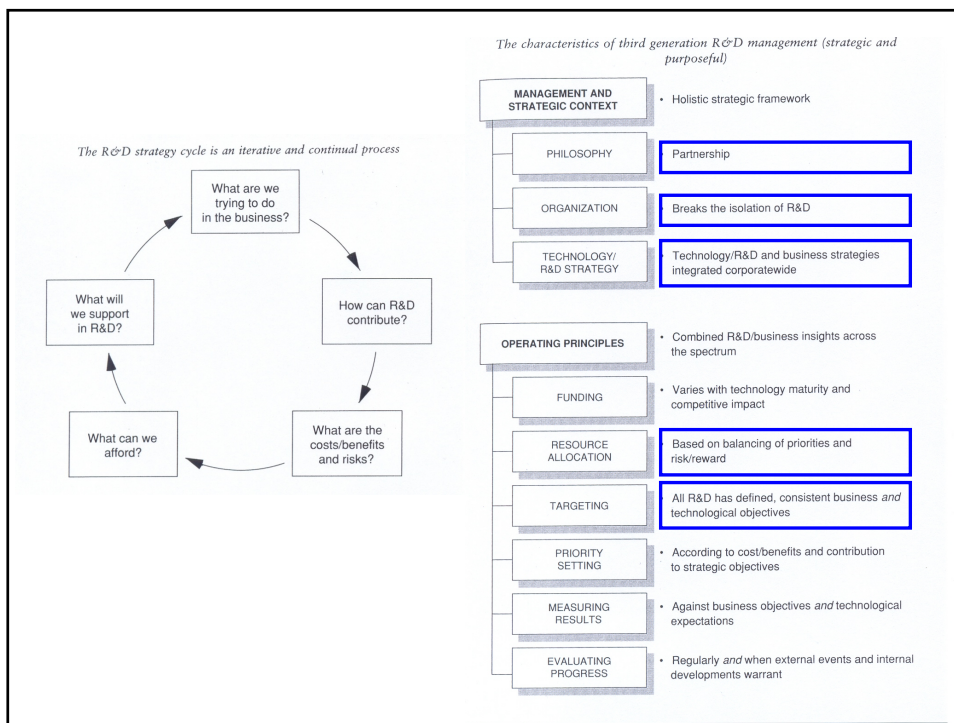 The R&D strategy cycle is an iterative and continual process
What are we
trying to do
in the business?
How can R&D
contribute?
What are the
costs/benefits
and risks?
What can we
afford?
What will
we support
in R&D?
The characteristics of third generation R&D management (strategic and
purposeful)
MANAGEMENT AND
STRATEGIC CONTEXT
• Holistic strategic framework
PHILOSOPHY
Partnership
ORGANIZATION
Breaks the isolation of R&D
TECHNOLOGY/
R&D STRATEGY
Technology/R&D and business strategies
integrated corporatewide
OPERATING PRINCIPLES
• Combined R&D/business insights across
the spectrum
FUNDING
• Varies with technology maturity and
competitive impact
RESOURCE
ALLOCATION
Based on balancing of priorities and
risk/reward
TARGETING
All R&D has defined, consistent business and
technological objectives
PRIORITY
SETTING
• According to cost/benefits and contribution
to strategic objectives
MEASURING
RESULTS
• Against business objectives and technological
expectations
EVALUATING
PROGRESS
• Regularly and when external events and internal
developments warrant